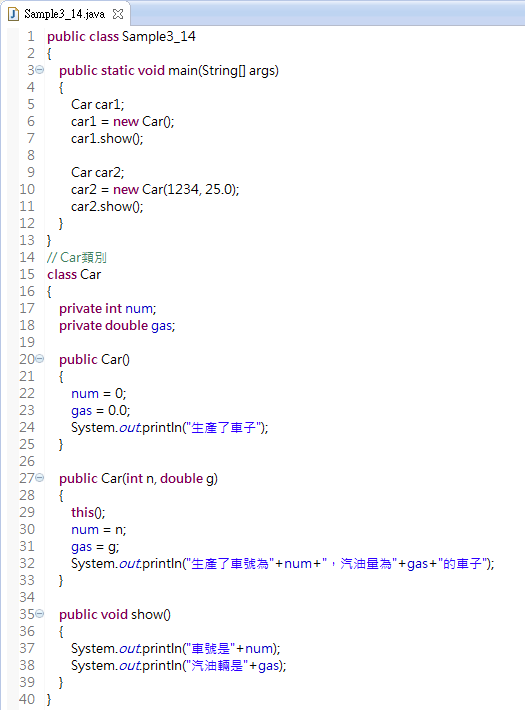 Sample3_14.java
1 public class Sample3_14
2 {
3 public static void main(String[] args)
4 {
5 Car car1;
6 car1 = new Car();
7 car1.show();
8
9 Car car2;
10 car2 = new Car(1234, 25.0);
11 car2.show();
12 }
13 }
14 // Car類別
15 class Car
16 {
17 private int num;
18 private double gas;
19
20 public Car()
21 {
22 num = 0;
23 gas = 0.0;
24 System.out.println("生產了車子");
25 }
26
27 public Car(int n, double g)
28 {
29 this();
30 num = n;
31 gas = g;
32 System.out.println("生產了車號為"+num+"，汽油量為"+gas+"的車子");
33 }
34
35 public void show()
36 {
37 System.out.println("車號是"+num);
38 System.out.println("汽油輛是"+gas);
39 }
40 }